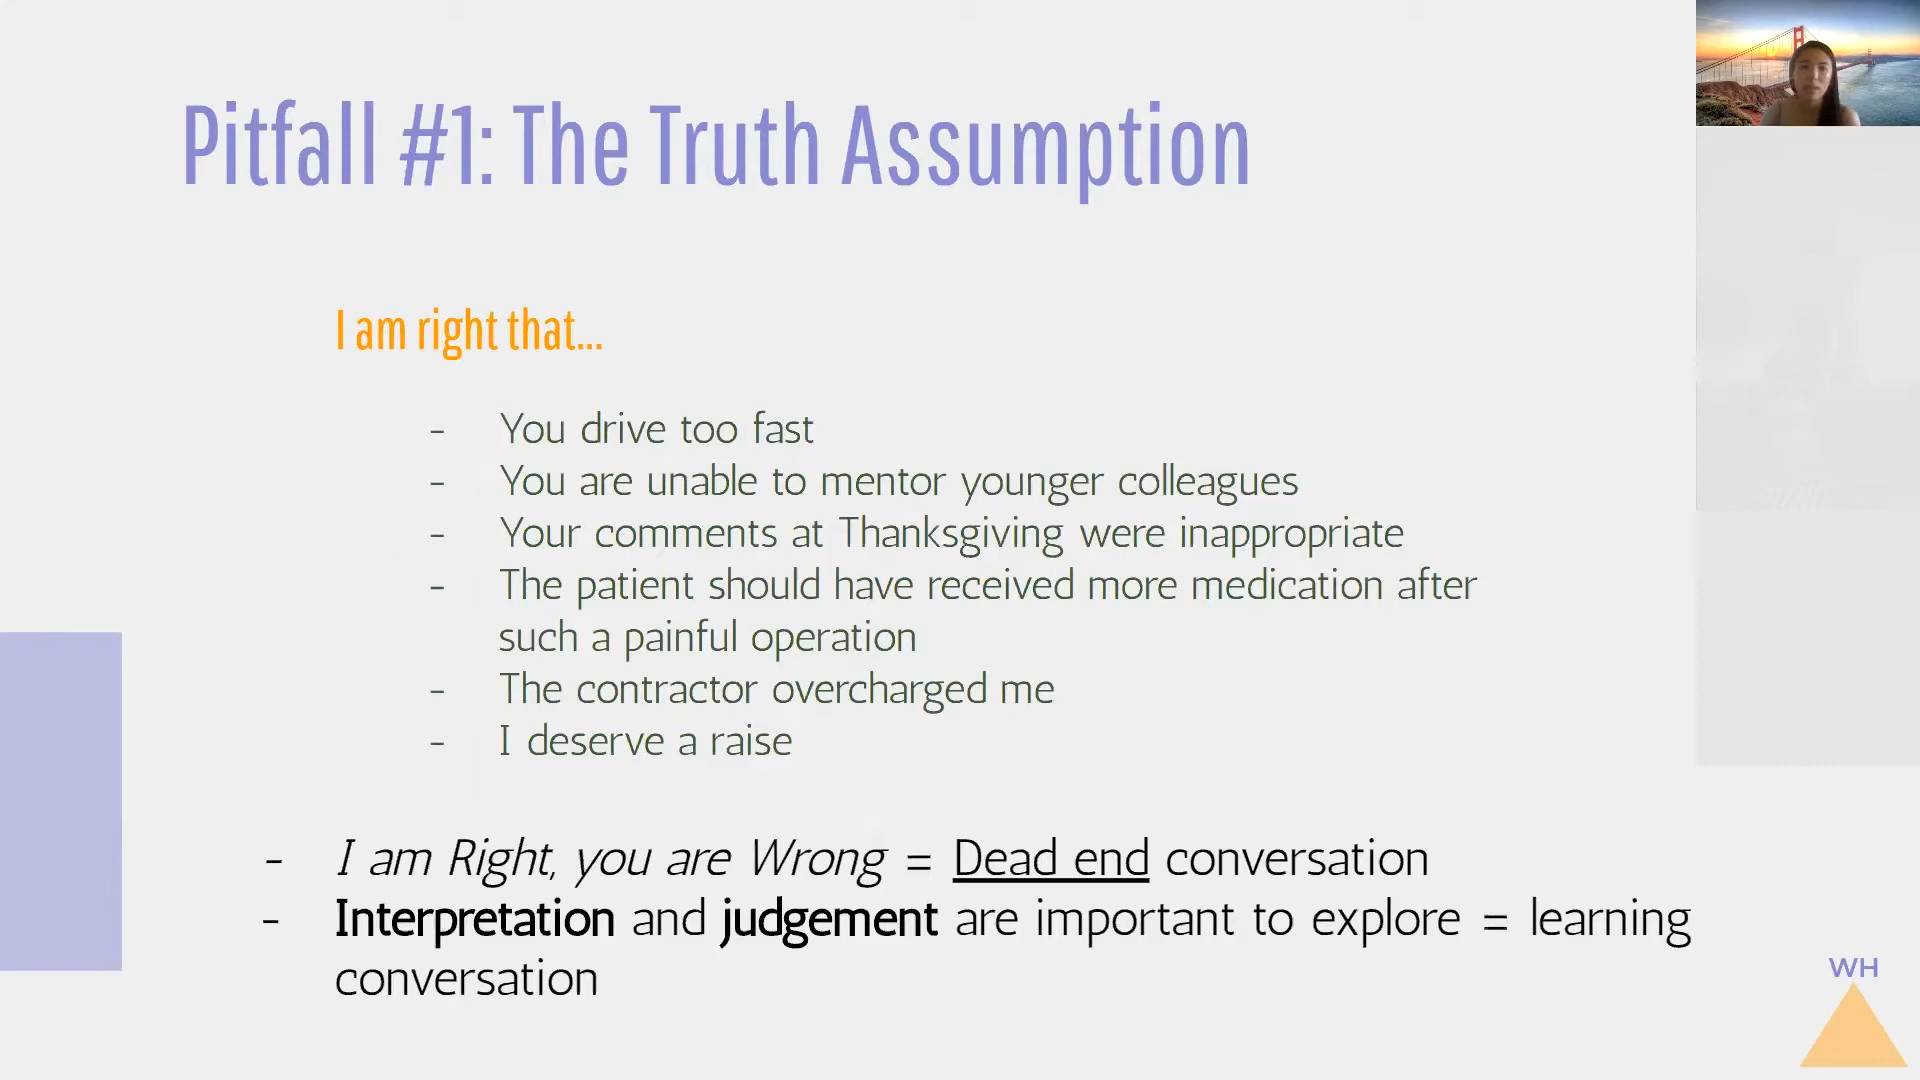 Pitfall #1: The Truth Assumption
I am right that...
- You drive too fast
- You are unable to mentor younger colleagues
- Your comments at Thanksgiving were inappropriate
- The patient should have received more medication after
such a painful operation
- The contractor overcharged me
- I deserve a raise
- I am Right, you are Wrong = Dead end conversation
- Interpretation and judgement are important to explore = learning
conversation
WH